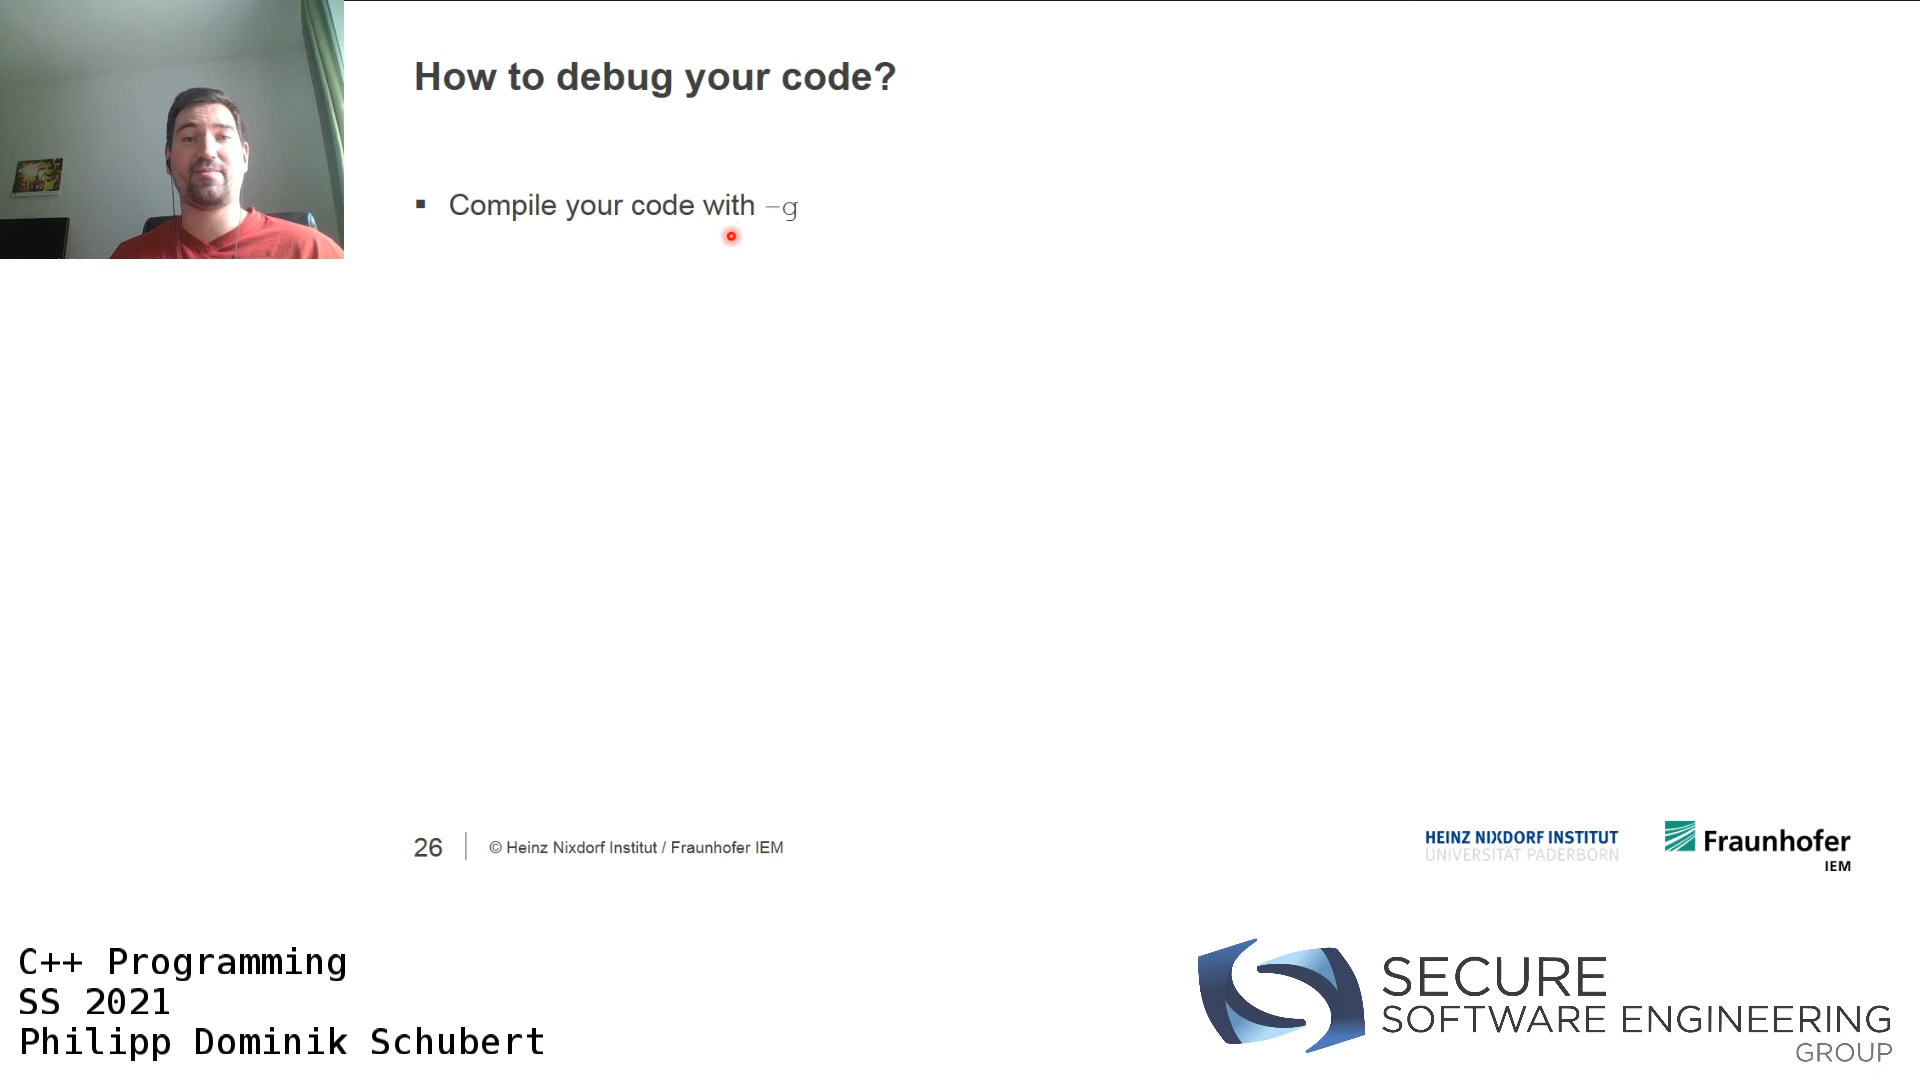 How to debug your code?
▪ Compile your code with -g
26
© Heinz Nixdorf Institut / Fraunhofer IEM
HEINZ NIXDORF INSTITUT
UNIVERSITÄT PADERBORN
Fraunhofer
IEM
C++ Programming
SS 2021
Philipp Dominik Schubert
SECURE
SOFTWARE ENGINEERING
GROUP